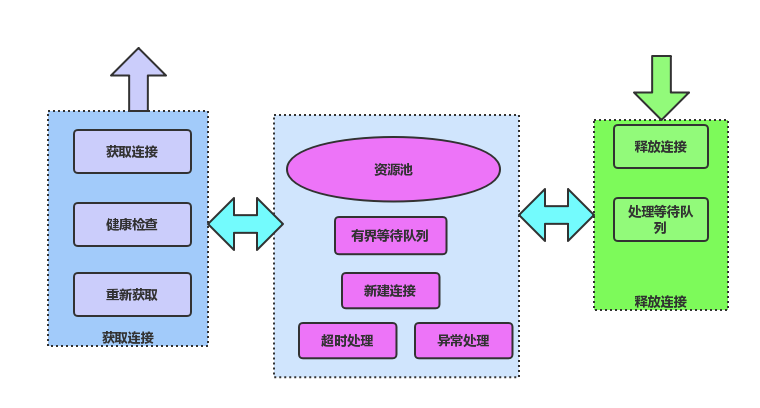 获取连接
健康检查
重新获取
获取连接
资源池
有界等待队列
新建连接
超时处理
异常处理
释放连接
处理等待队
列
释放连接